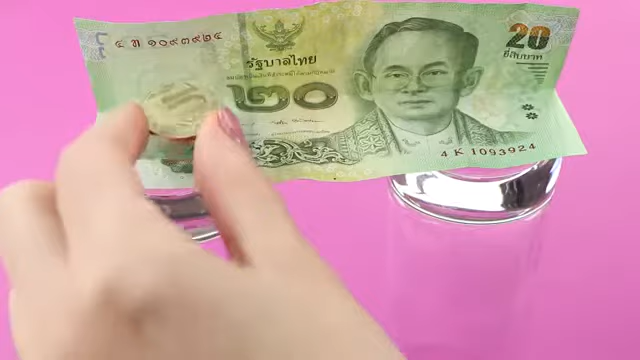 ๔ ท ๑๐๙๓๙๒๔
20
ยี่สิบบาท
รัฐบาลไทย
๒๐
4 K 1093924